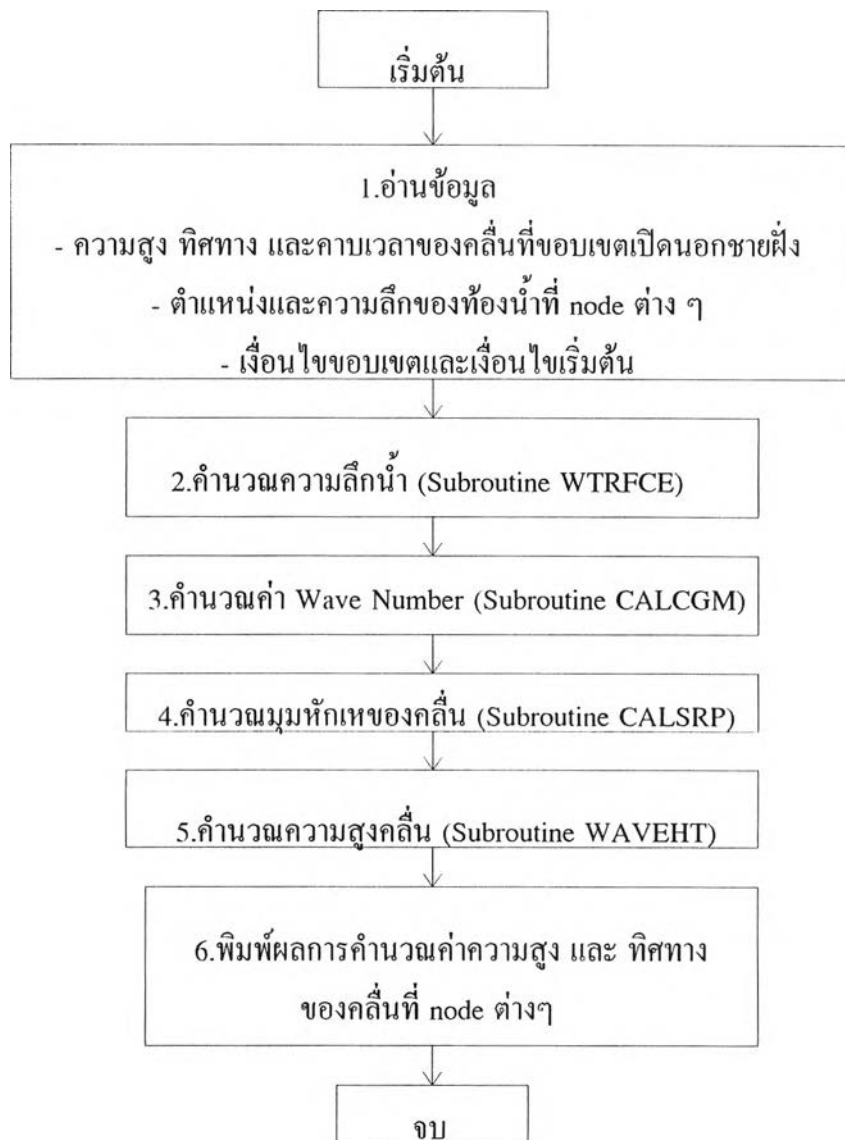 เริ่มต้น
1.อ่านข้อมูล
- ความสูง ทิศทาง และคาบเวลาของคลื่นที่ขอบเขตเปิดนอกชายฝั่ง
- ตำแหน่งและความลึกของท้องน้ำที่ node ต่าง ๆ
- เงื่อนไขขอบเขตและเงื่อนไขเริ่มต้น
2.คำนวณความลึกน้ำ (Subroutine WTRFCE)
3.คำนวณค่า Wave Number (Subroutine CALCGM)
4.คำนวณมุมหักเหของคลื่น (Subroutine CALSRP)
5.คำนวณความสูงคลื่น (Subroutine WAVEHT)
6.พิมพ์ผลการคำนวณค่าความสูง และ ทิศทาง
ของคลื่นที่ node ต่างๆ
จบ